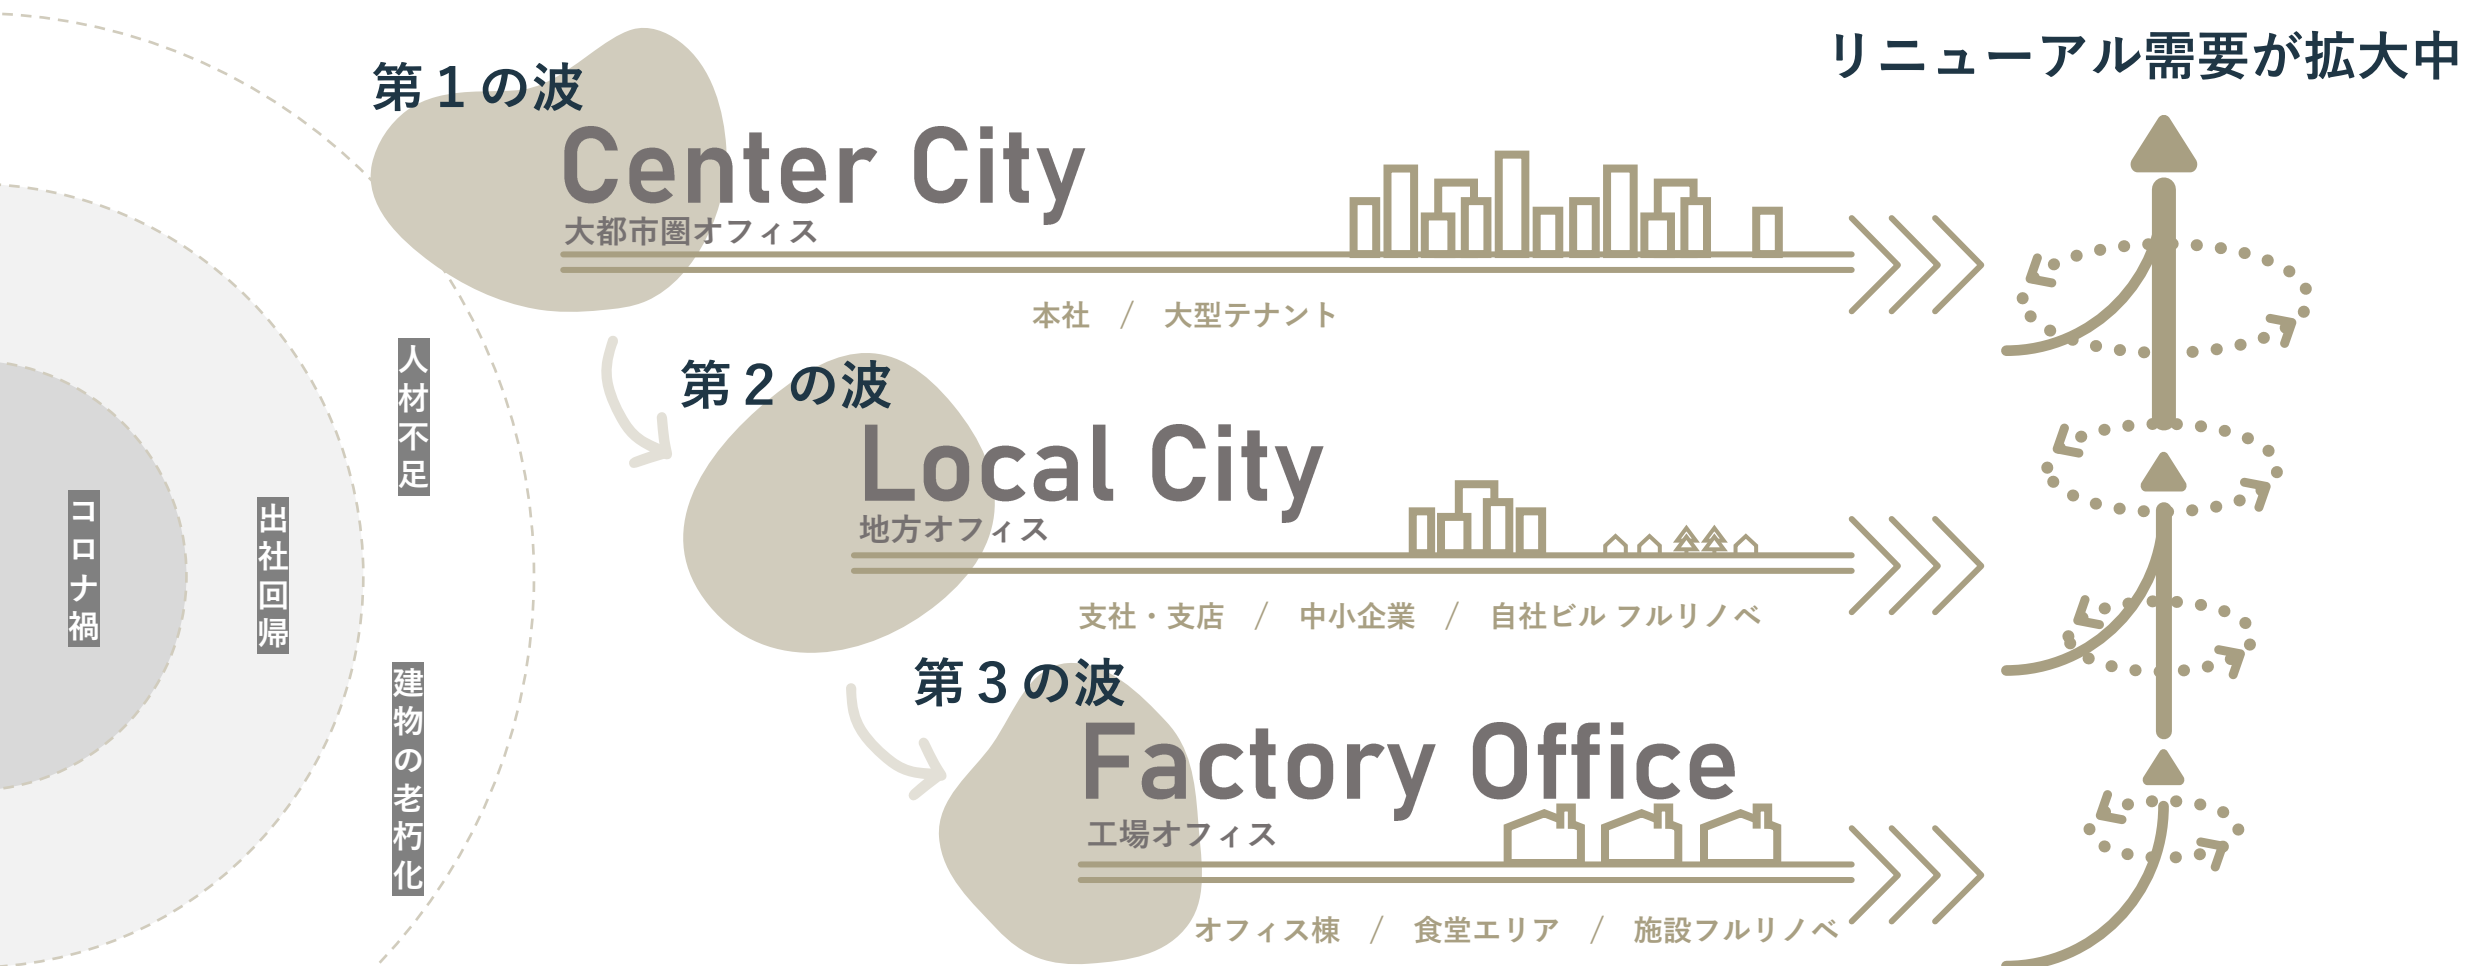 リニューアル需要が拡大中
第1の波
Center City
大都市圏オフィス
本社 / 大型テナント
第2の波
Local City
地方オフィス
支社・支店 / 中小企業 / 自社ビル フルリノベ
第3の波
Factory Office
工場オフィス
オフィス棟 / 食堂エリア / 施設フルリノベ
コロナ禍
出社回帰
人材不足
建物の老朽化